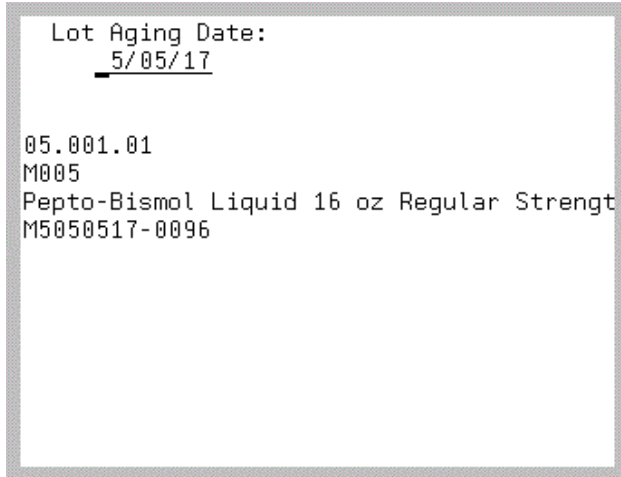 Lot Aging Date:
5/05/17
05.001.01
M005
Pepto-Bismol Liquid 16 oz Regular Strengt
M5050517-0096